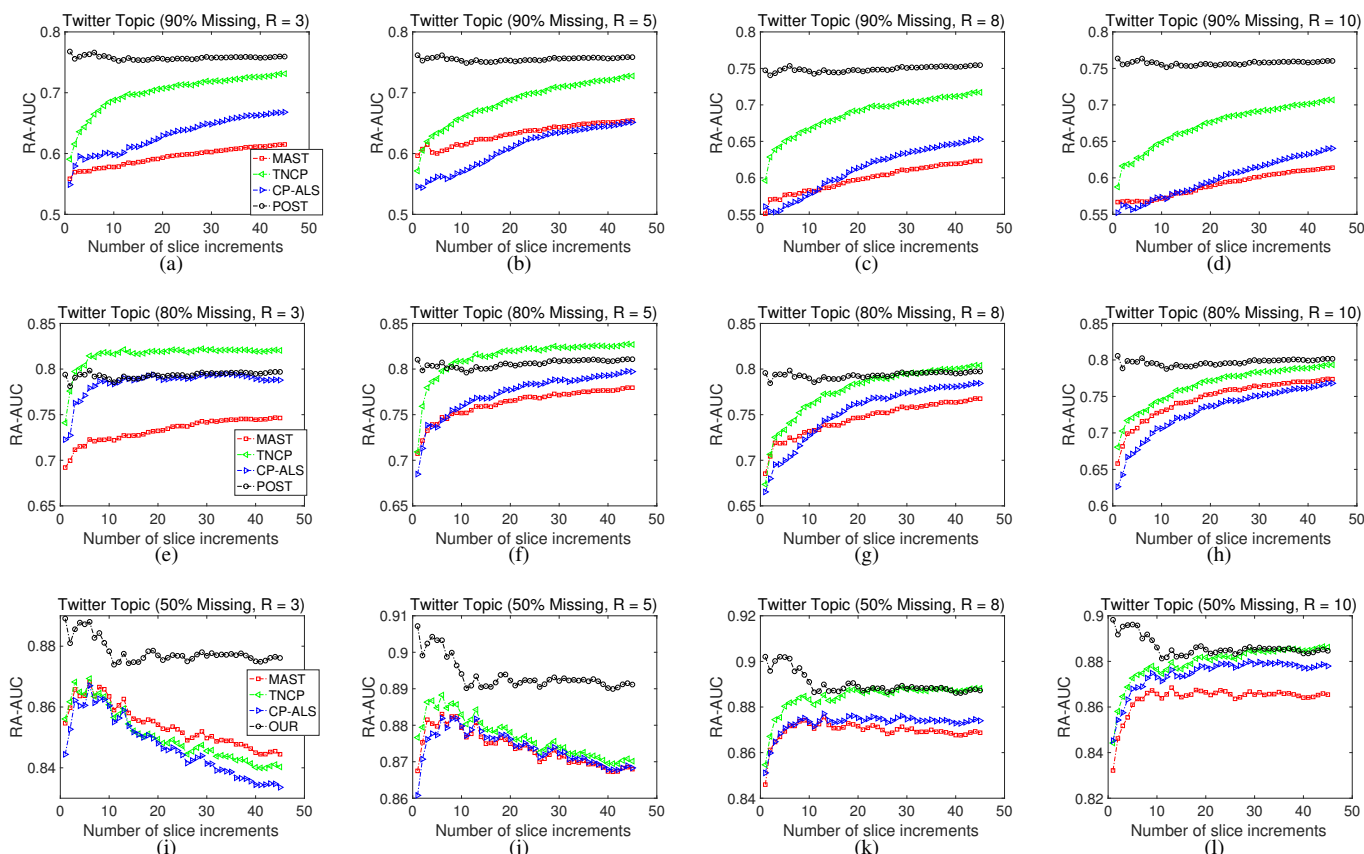 Twitter Topic (90% Missing, R = 3)
0.8
0.7
0.6
0.5
RA-AUC
0 10 20 30 40 50
Number of slice increments
MAST
TNCP
CP-ALS
POST
(a)
Twitter Topic (90% Missing, R = 5)
0.8
0.7
0.6
0.5
RA-AUC
0 10 20 30 40 50
Number of slice increments
(b)
Twitter Topic (90% Missing, R = 8)
0.8
0.75
0.7
0.65
0.6
0.55
RA-AUC
0 10 20 30 40 50
Number of slice increments
(c)
Twitter Topic (90% Missing, R = 10)
0.8
0.75
0.7
0.65
0.6
0.55
RA-AUC
0 10 20 30 40 50
Number of slice increments
(d)
Twitter Topic (80% Missing, R = 3)
0.85
0.8
0.75
0.7
0.65
RA-AUC
0 10 20 30 40 50
Number of slice increments
MAST
TNCP
CP-ALS
POST
(e)
Twitter Topic (80% Missing, R = 5)
0.85
0.8
0.75
0.7
0.65
RA-AUC
0 10 20 30 40 50
Number of slice increments
(f)
Twitter Topic (80% Missing, R = 8)
0.85
0.8
0.75
0.7
0.65
RA-AUC
0 10 20 30 40 50
Number of slice increments
(g)
Twitter Topic (80% Missing, R = 10)
0.85
0.8
0.75
0.7
0.65
0.6
RA-AUC
0 10 20 30 40 50
Number of slice increments
(h)
Twitter Topic (50% Missing, R = 3)
0.88
0.86
0.84
RA-AUC
0 10 20 30 40 50
Number of slice increments
MAST
TNCP
CP-ALS
OUR
(i)
Twitter Topic (50% Missing, R = 5)
0.91
0.9
0.89
0.88
0.87
0.86
RA-AUC
0 10 20 30 40 50
Number of slice increments
(j)
Twitter Topic (50% Missing, R = 8)
0.92
0.9
0.88
0.86
0.84
RA-AUC
0 10 20 30 40 50
Number of slice increments
(k)
Twitter Topic (50% Missing, R = 10)
0.9
0.88
0.86
0.84
0.82
RA-AUC
0 10 20 30 40 50
Number of slice increments
(l)